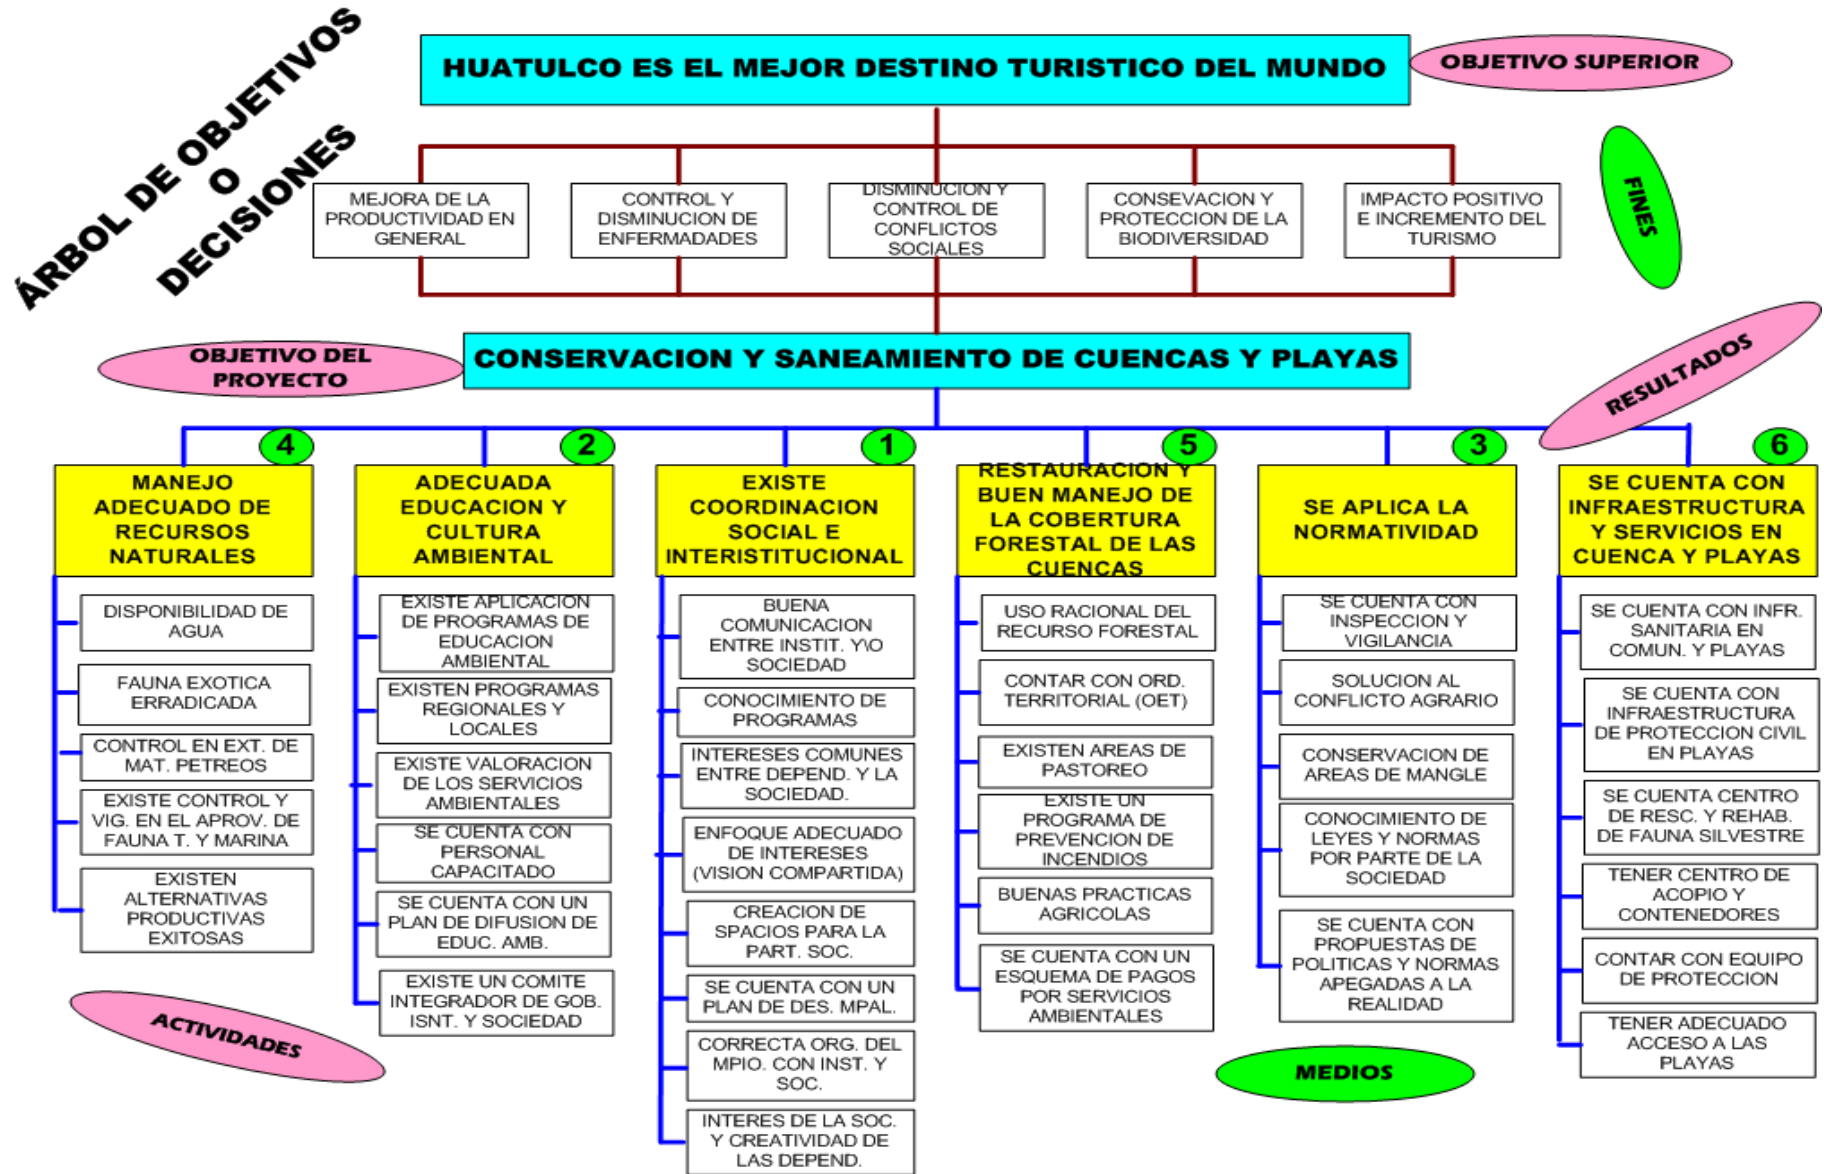 ÁRBOL DE OBJETIVOS
O
DECISIONES
HUATULCO ES EL MEJOR DESTINO TURISTICO DEL MUNDO
OBJETIVO SUPERIOR
FINES
MEJORA DE LA
PRODUCTIVIDAD EN
GENERAL
CONTROL Y
DISMINUCION DE
ENFERMADADES
DISMINUCION Y
CONTROL DE
CONFLICTOS
SOCIALES
CONSEVACION Y
PROTECCION DE LA
BIODIVERSIDAD
IMPACTO POSITIVO
E INCREMENTO DEL
TURISMO
OBJETIVO DEL
PROYECTO
CONSERVACION Y SANEAMIENTO DE CUENCAS Y PLAYAS
RESULTADOS
4
MANEJO
ADECUADO DE
RECURSOS
NATURALES
DISPONIBILIDAD DE
AGUA
FAUNA EXOTICA
ERRADICADA
CONTROL EN EXT. DE
MAT. PETREOS
EXISTE CONTROL Y
VIG. EN EL APROV. DE
FAUNA T. Y MARINA
EXISTEN
ALTERNATIVAS
PRODUCTIVAS
EXITOSAS
2
ADECUADA
EDUCACION Y
CULTURA
AMBIENTAL
EXISTE APLICACION
DE PROGRAMAS DE
EDUCACION
AMBIENTAL
EXISTEN PROGRAMAS
REGIONALES Y
LOCALES
EXISTE VALORACION
DE LOS SERVICIOS
AMBIENTALES
SE CUENTA CON
PERSONAL
CAPACITADO
SE CUENTA CON UN
PLAN DE DIFUSION DE
EDUC. AMB.
EXISTE UN COMITE
INTEGRADOR DE GOB.
ISNT. Y SOCIEDAD
1
EXISTE
COORDINACION
SOCIAL E
INTERISTITUCIONAL
BUENA
COMUNICACION
ENTRE INSTIT. Y\O
SOCIEDAD
CONOCIMIENTO DE
PROGRAMAS
INTERESES COMUNES
ENTRE DEPEND. Y LA
SOCIEDAD.
ENFOQUE ADECUADO
DE INTERESES
(VISION COMPARTIDA)
CREACION DE
SPACIOS PARA LA
PART. SOC.
SE CUENTA CON UN
PLAN DE DES. MPAL.
CORRECTA ORG. DEL
MPIO. CON INST. Y
SOC.
INTERES DE LA SOC.
Y CREATIVIDAD DE
LAS DEPEND.
5
RESTAURACION Y
BUEN MANEJO DE
LA COBERTURA
FORESTAL DE LAS
CUENCAS
USO RACIONAL DEL
RECURSO FORESTAL
CONTAR CON ORD.
TERRITORIAL (OET)
EXISTEN AREAS DE
PASTOREO
EXISTE UN
PROGRAMA DE
PREVENCION DE
INCENDIOS
BUENAS PRACTICAS
AGRICOLAS
SE CUENTA CON UN
ESQUEMA DE PAGOS
POR SERVICIOS
AMBIENTALES
3
SE APLICA LA
NORMATIVIDAD
SE CUENTA CON
INSPECCION Y
VIGILANCIA
SOLUCION AL
CONFLICTO AGRARIO
CONSERVACION DE
AREAS DE MANGLE
CONOCIMIENTO DE
LEYES Y NORMAS
POR PARTE DE LA
SOCIEDAD
SE CUENTA CON
PROPUESTAS DE
POLITICAS Y NORMAS
APEGADAS A LA
REALIDAD
6
SE CUENTA CON
INFRAESTRUCTURA
Y SERVICIOS EN
CUENCA Y PLAYAS
SE CUENTA CON INFR.
SANITARIA EN
COMUN. Y PLAYAS
SE CUENTA CON
INFRAESTRUCTURA
DE PROTECCION CIVIL
EN PLAYAS
SE CUENTA CENTRO
DE RESC. Y REHAB.
DE FAUNA SILVESTRE
TENER CENTRO DE
ACOPIO Y
CONTENEDORES
CONTAR CON EQUIPO
DE PROTECCION
TENER ADECUADO
ACCESO A LAS
PLAYAS
ACTIVIDADES
MEDIOS